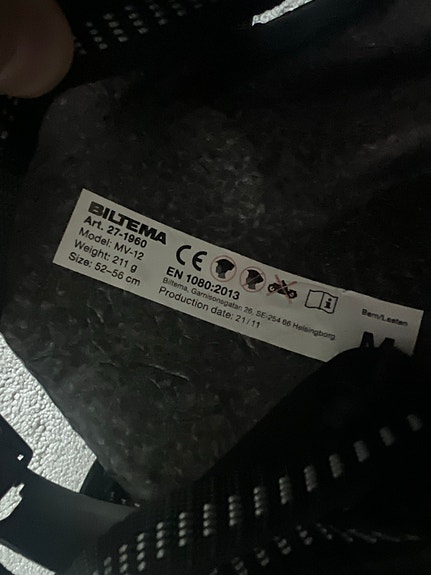 BILTEMA
Art. 27-1960
Model: MV-12
Weight: 211 g
Size: 52–56 cm
CE
EN 1080:2013
Biltema, Garnisonsgatan 26, SE-254 66 Helsingborg
Production date: 21/11
Barn/Lasten
M